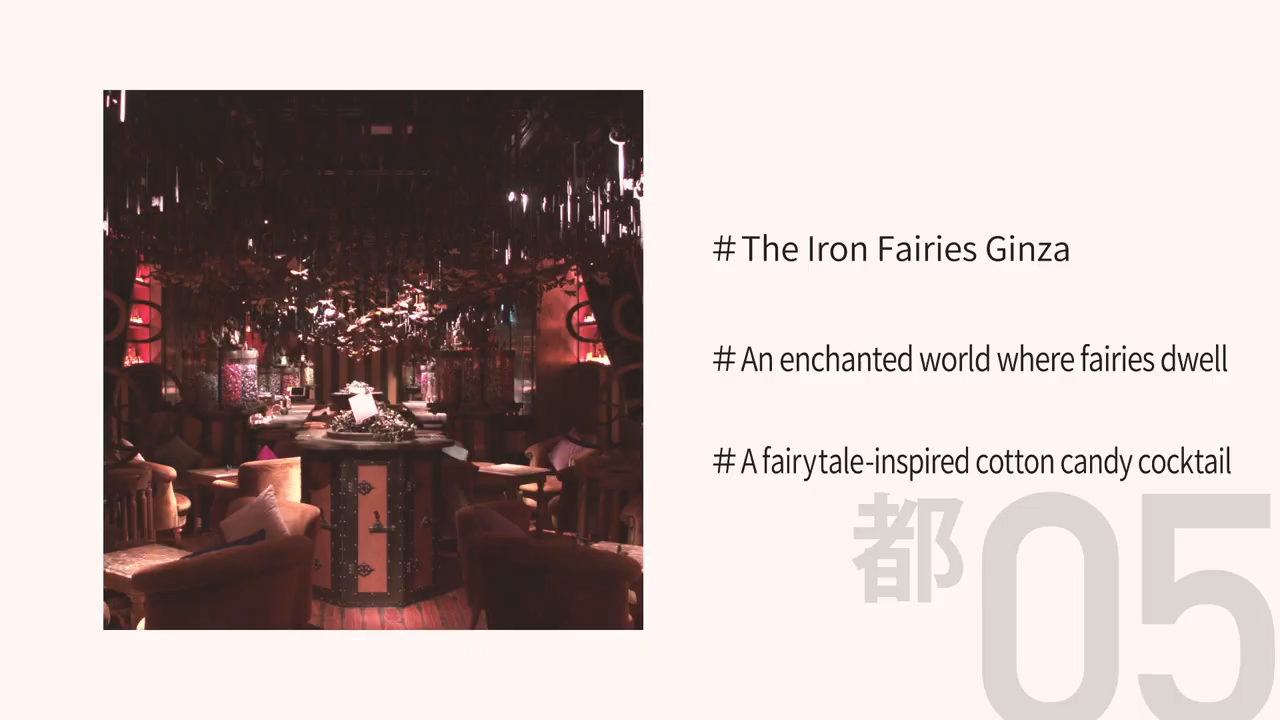 #The Iron Fairies Ginza
#An enchanted world where fairies dwell
#A fairytale-inspired cotton candy cocktail
都05